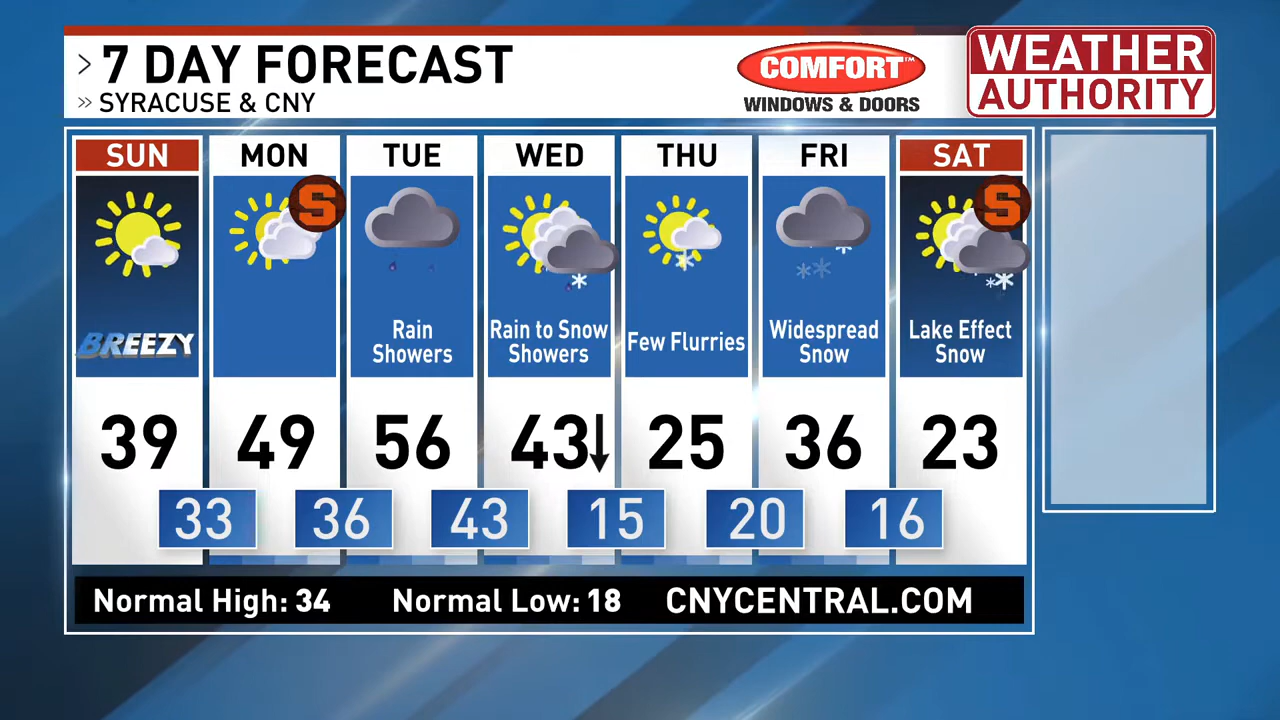 > 7 DAY FORECAST
» SYRACUSE & CNY
COMFORT™
WINDOWS & DOORS
WEATHER
AUTHORITY
SUN MON TUE WED THU FRI SAT
S S
BREEZY
Rain
Showers
Rain to Snow
Showers
Few Flurries
Widespread
Snow
Lake Effect
Snow
39 49 56 43↓ 25 36 23
33 36 43 15 20 16
Normal High: 34 Normal Low: 18 CNYCENTRAL.COM